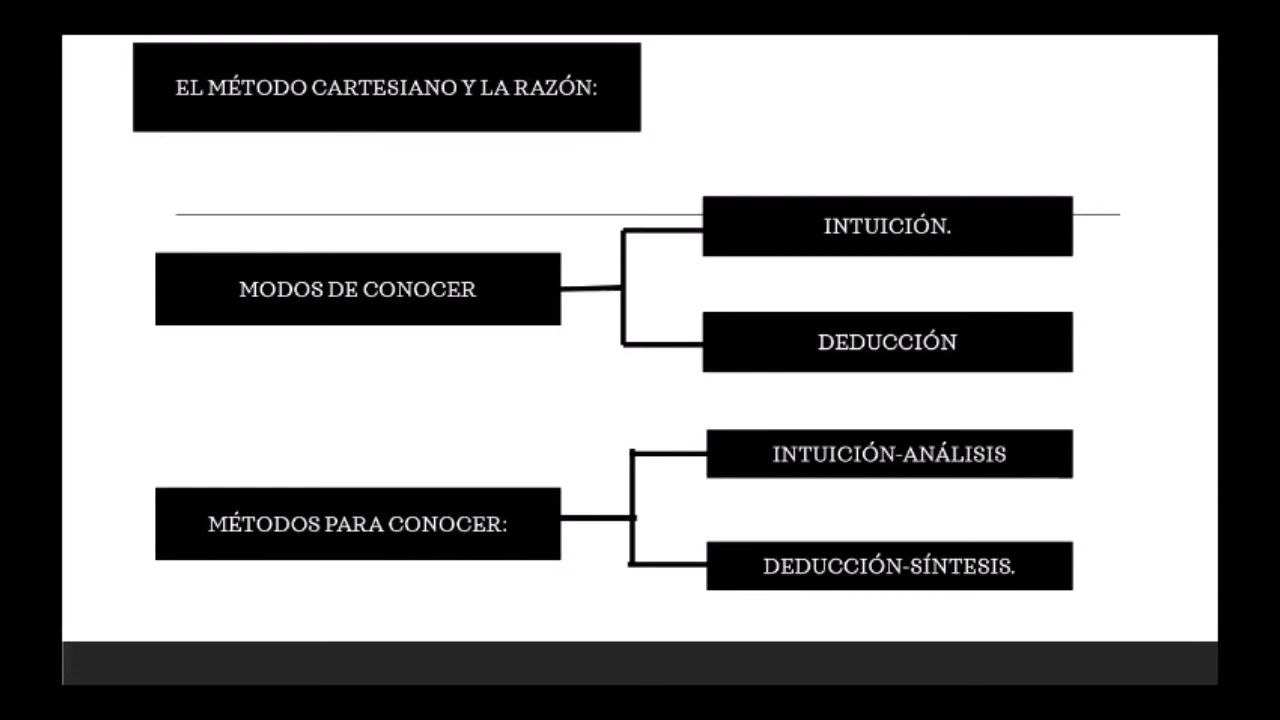 EL MÉTODO CARTESIANO Y LA RAZÓN:
INTUICIÓN.
MODOS DE CONOCER
DEDUCCIÓN
INTUICIÓN-ANÁLISIS
MÉTODOS PARA CONOCER:
DEDUCCIÓN-SÍNTESIS.